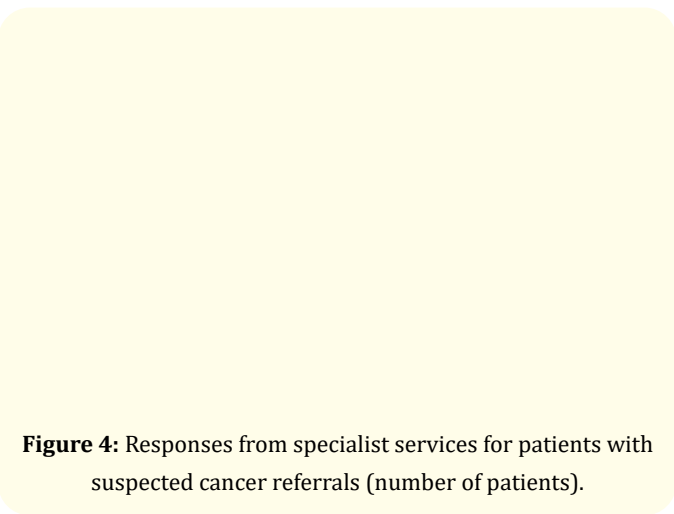 Figure 4: Responses from specialist services for patients with
suspected cancer referrals (number of patients).